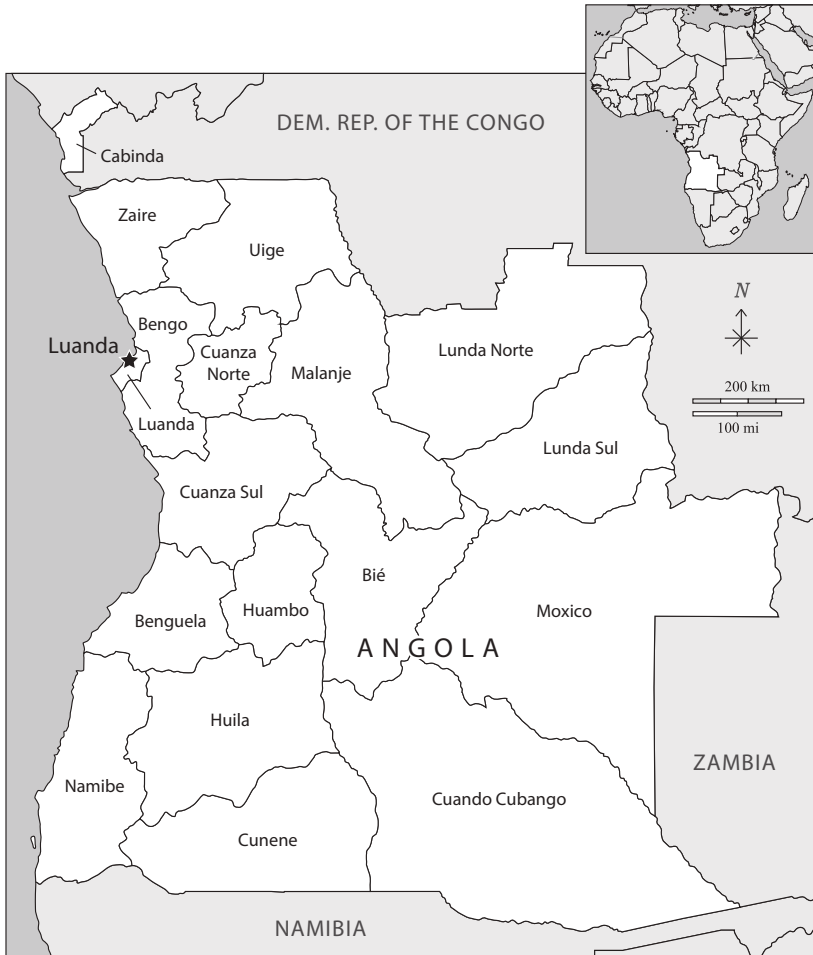 DEM. REP. OF THE CONGO
Cabinda
Zaire
Uige
N
Bengo
Luanda
Cuanza
Norte
Lunda Norte
Malanje
200 km
100 mi
Luanda
Lunda Sul
Cuanza Sul
Bié
Huambo
Moxico
Benguela
ANGOLA
Huila
ZAMBIA
Namibe
Cuando Cubango
Cunene
NAMIBIA